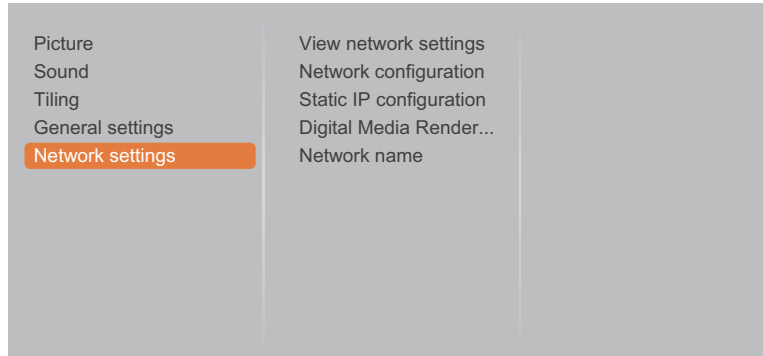 Picture
Sound
Tiling
General settings
Network settings
View network settings
Network configuration
Static IP configuration
Digital Media Render...
Network name